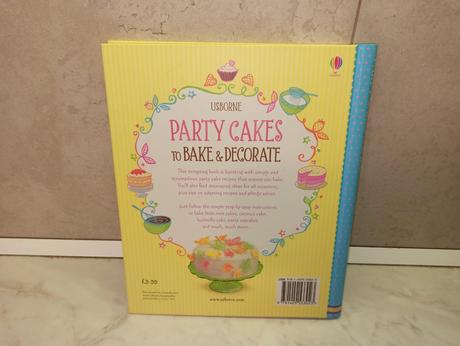 USBORNE
PARTY CAKES
TO BAKE & DECORATE
This tempting book is bursting with simple and
scrumptious party cake recipes that anyone can bake.
You'll also find decorating ideas for all occasions,
plus tips on adapting recipes and allergy advice.
Just follow the simple step-by-step instructions
to bake little rose cakes, coconut cake,
butterfly cake, party cupcakes
and much, much more...
£9.99
www.usborne.com